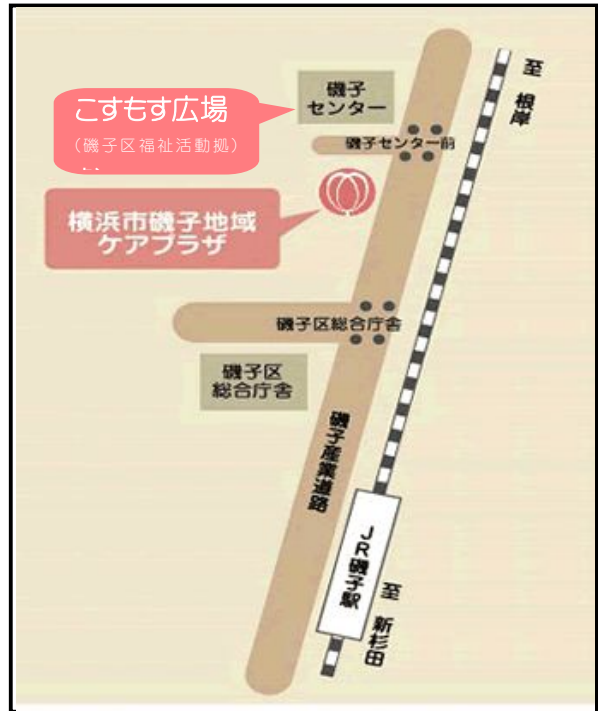 至 根岸
磯子
センター
こすもす広場
(磯子区福祉活動拠)
磯子センター前
横浜市磯子地域
ケアプラザ
磯子区総合庁舎
磯子区
総合庁舎
磯子産業道路
JR磯子駅
至 新杉田